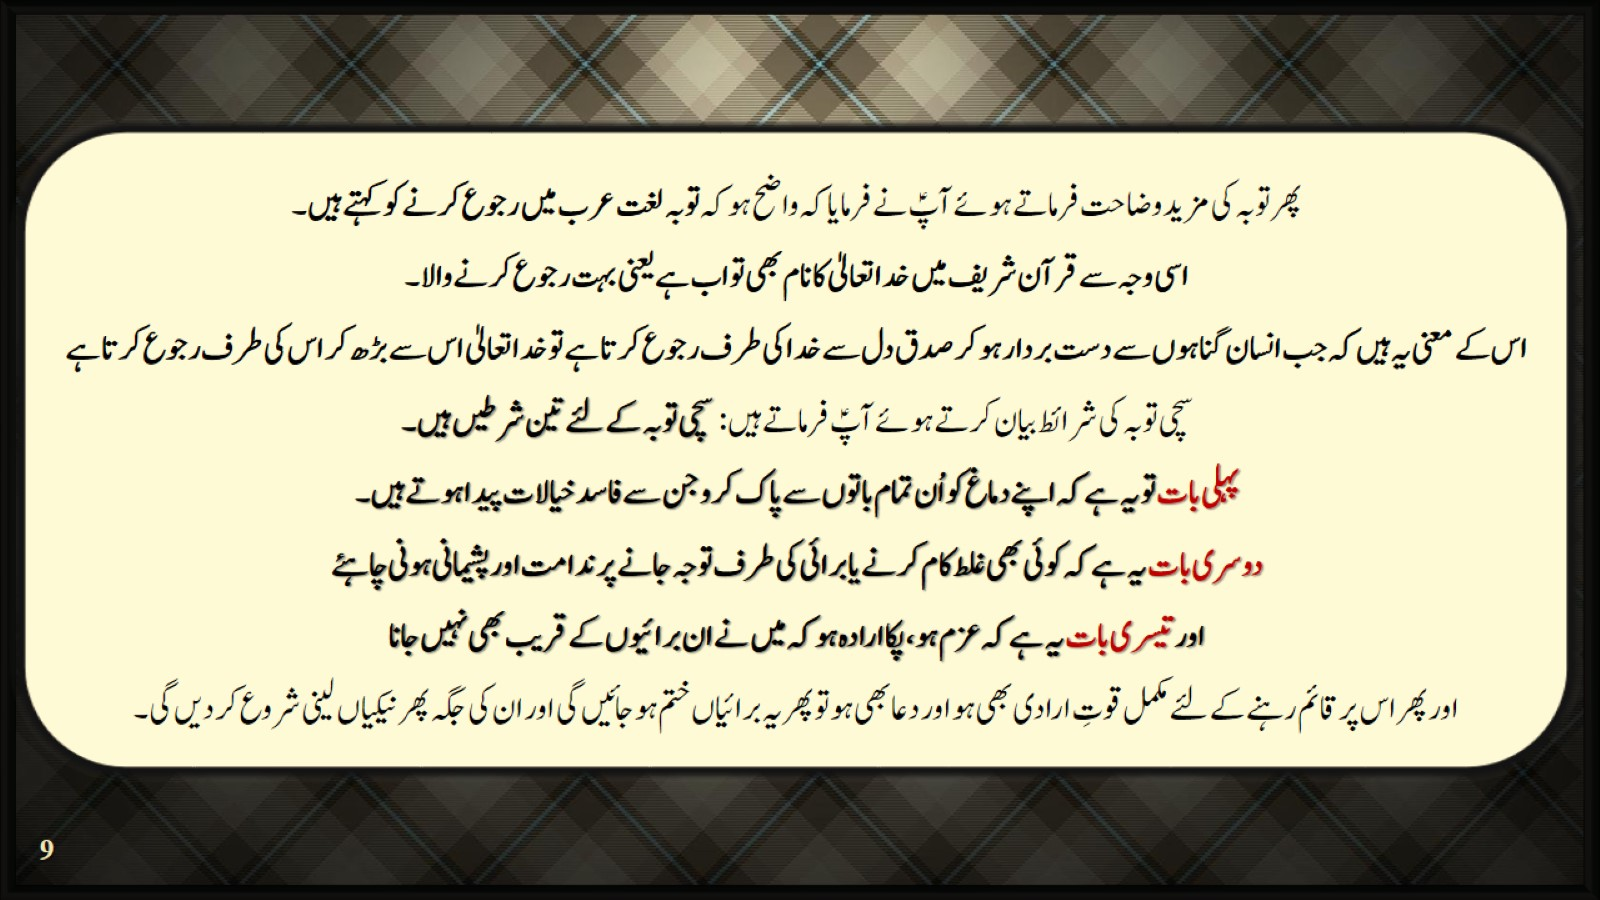 پھر توبہ کی مزید وضاحت فرماتے ہوئے آپؑ نے فرمایا کہ واضح ہو کہ توبہ لغت عرب میں رجوع کرنے کو کہتے ہیں۔
اسی وجہ سے قرآن شریف میں خدا تعالیٰ کا نام بھی تواب ہے یعنی بہت رجوع کرنے والا۔
اس کے معنی یہ ہیں کہ جب انسان گناہوں سے دست بردار ہو کر صدق دل سے خدا کی طرف رجوع کرتا ہے تو خدا تعالیٰ اس سے بڑھ کر اس کی طرف رجوع کرتا ہے
سچی توبہ کی شرائط بیان کرتے ہوئے آپؑ فرماتے ہیں: سچی توبہ کے لئے تین شرطیں ہیں۔
پہلی بات تو یہ ہے کہ اپنے دماغ کو اُن تمام باتوں سے پاک کرو جن سے فاسد خیالات پیدا ہوتے ہیں۔
دوسری بات یہ ہے کہ کوئی بھی غلط کام کرنے یا برائی کی طرف توجہ جانے پر ندامت اور پشیمانی ہونی چاہئے
اور تیسری بات یہ ہے کہ عزم ہو، پکا ارادہ ہو کہ میں نے ان برائیوں کے قریب بھی نہیں جانا
اور پھر اس پر قائم رہنے کے لئے مکمل قوتِ ارادی بھی ہو اور دعا بھی ہو تو پھر یہ برائیاں ختم ہو جائیں گی اور ان کی جگہ پھر نیکیاں لینی شروع کر دیں گی۔
9